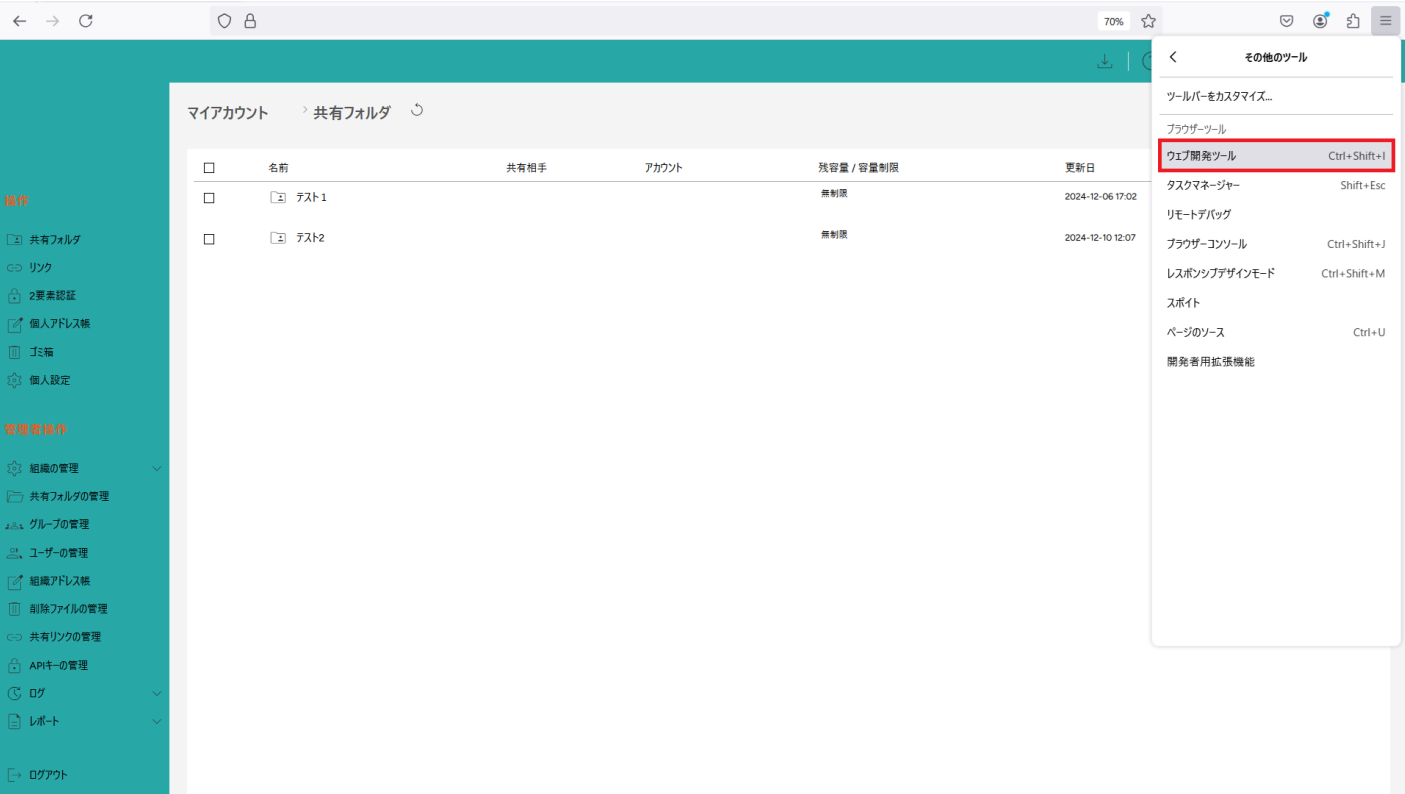 70%
その他のツール
ツールバーをカスタマイズ...
ブラウザーツール
ウェブ開発ツール Ctrl+Shift+I
タスクマネージャー Shift+Esc
リモートデバッグ
ブラウザーコンソール Ctrl+Shift+J
レスポンシブデザインモード Ctrl+Shift+M
スポイト
ページのソース Ctrl+U
開発者用拡張機能
マイアカウント > 共有フォルダ
名前 共有相手 アカウント 残容量 / 容量制限 更新日
テスト1 無制限 2024-12-06 17:02
テスト2 無制限 2024-12-10 12:07
操作
共有フォルダ
リンク
2要素認証
個人アドレス帳
ゴミ箱
個人設定
管理者操作
組織の管理
共有フォルダの管理
グループの管理
ユーザーの管理
組織アドレス帳
削除ファイルの管理
共有リンクの管理
APIキーの管理
ログ
レポート
ログアウト